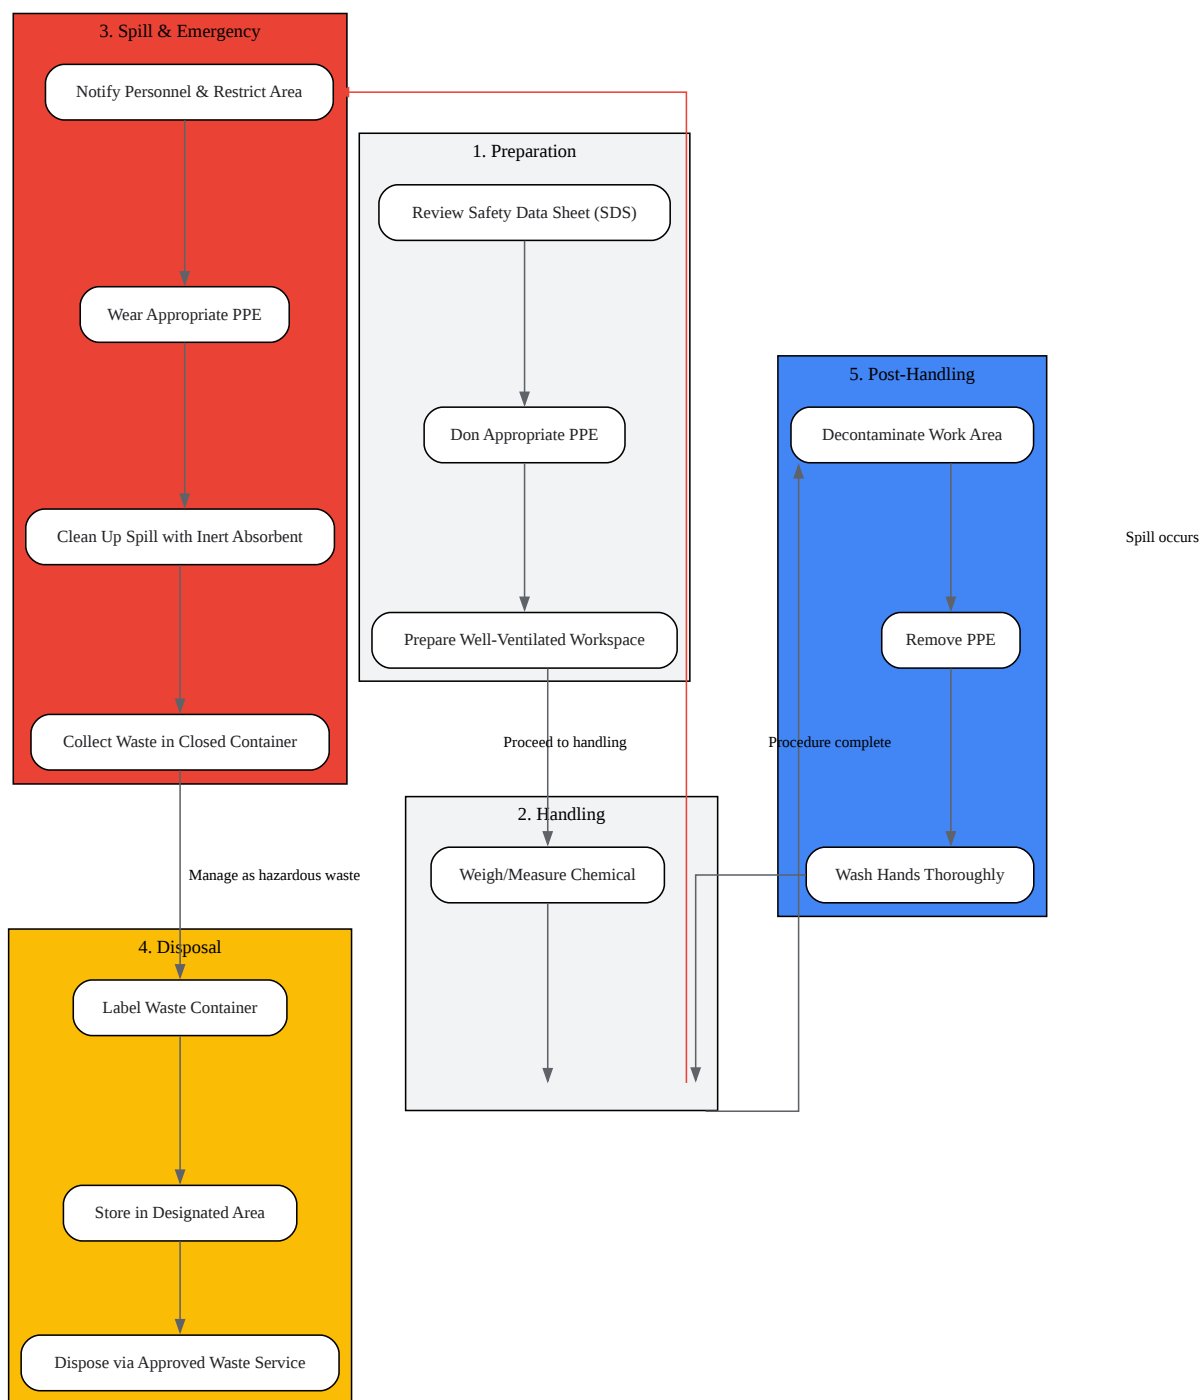 3. Spill & Emergency
Notify Personnel & Restrict Area
Wear Appropriate PPE
Clean Up Spill with Inert Absorbent
Collect Waste in Closed Container
Manage as hazardous waste
4. Disposal
Label Waste Container
Store in Designated Area
Dispose via Approved Waste Service
1. Preparation
Review Safety Data Sheet (SDS)
Don Appropriate PPE
Prepare Well-Ventilated Workspace
Proceed to handling
2. Handling
Weigh/Measure Chemical
5. Post-Handling
Decontaminate Work Area
Remove PPE
Procedure complete
Wash Hands Thoroughly
Spill occurs